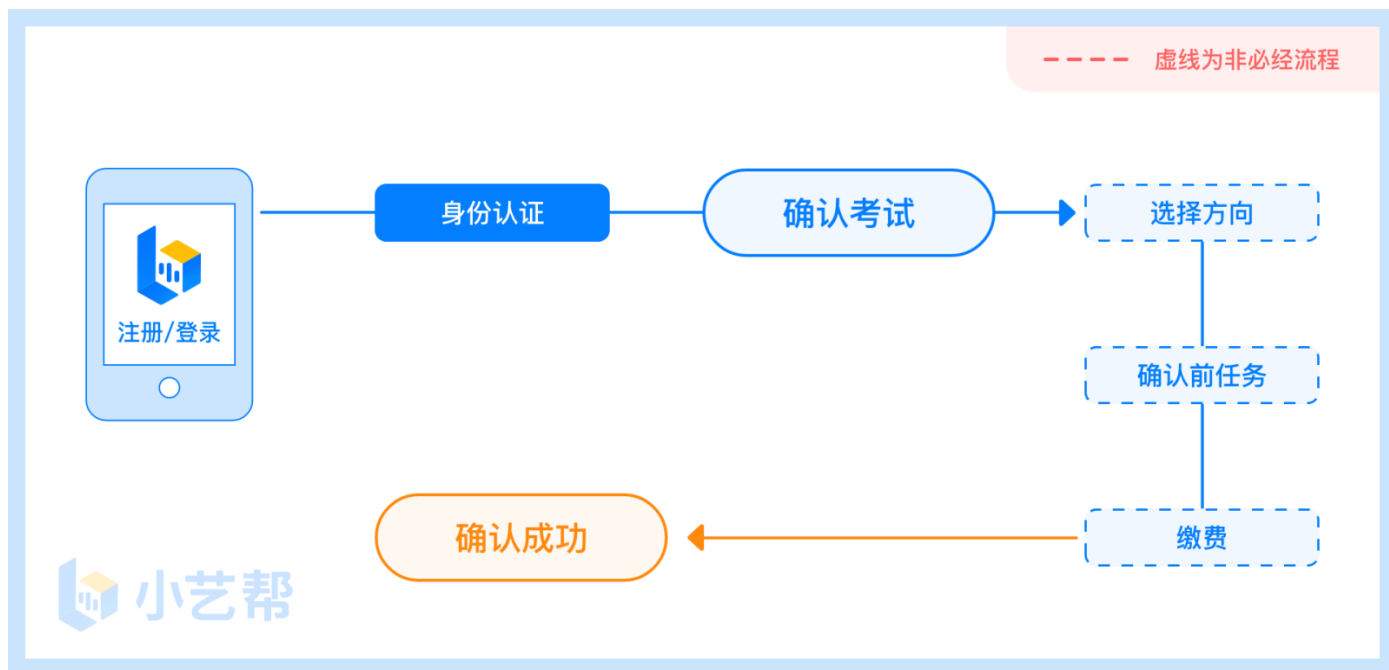 虚线为非必经流程
注册/登录
身份认证
确认考试
选择方向
确认前任务
缴费
确认成功
小艺帮